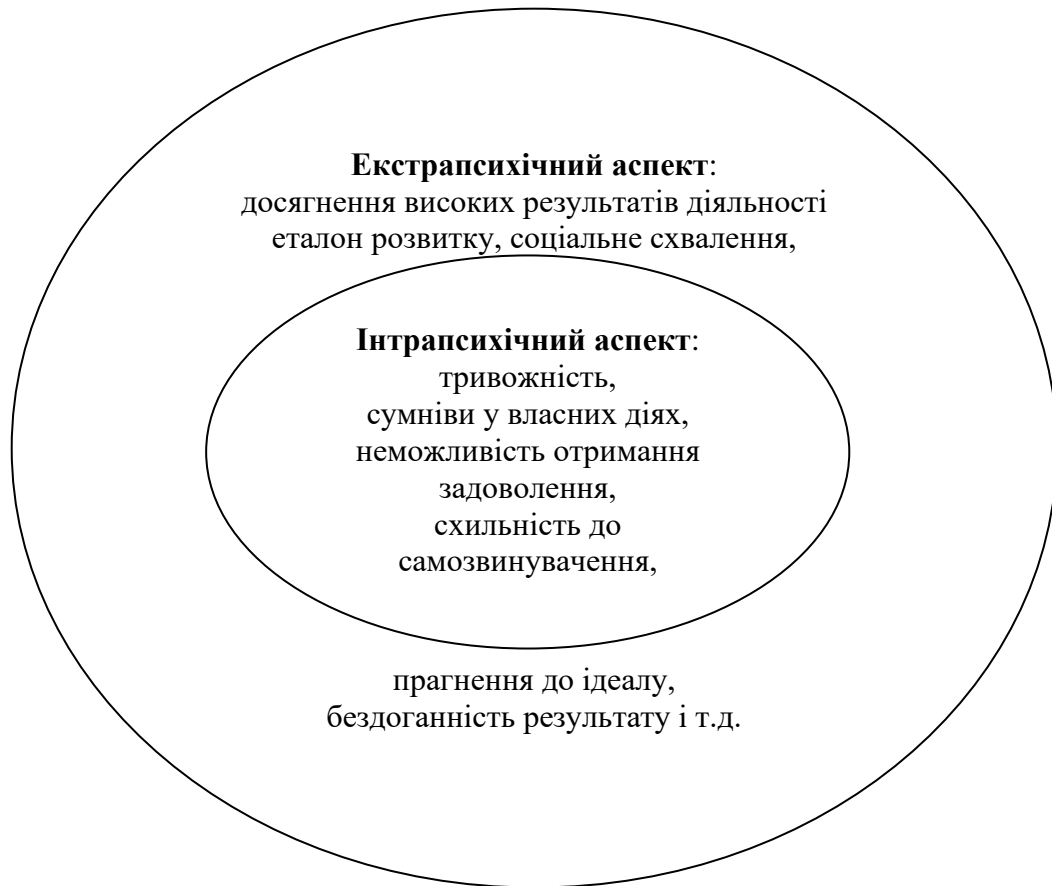 Екстрапсихічний аспект:
досягнення високих результатів діяльності
еталон розвитку, соціальне схвалення,
Інтрапсихічний аспект:
тривожність,
сумніви у власних діях,
неможливість отримання
задоволення,
схильність до
самозвинувачення,
прагнення до ідеалу,
бездоганність результату і т.д.